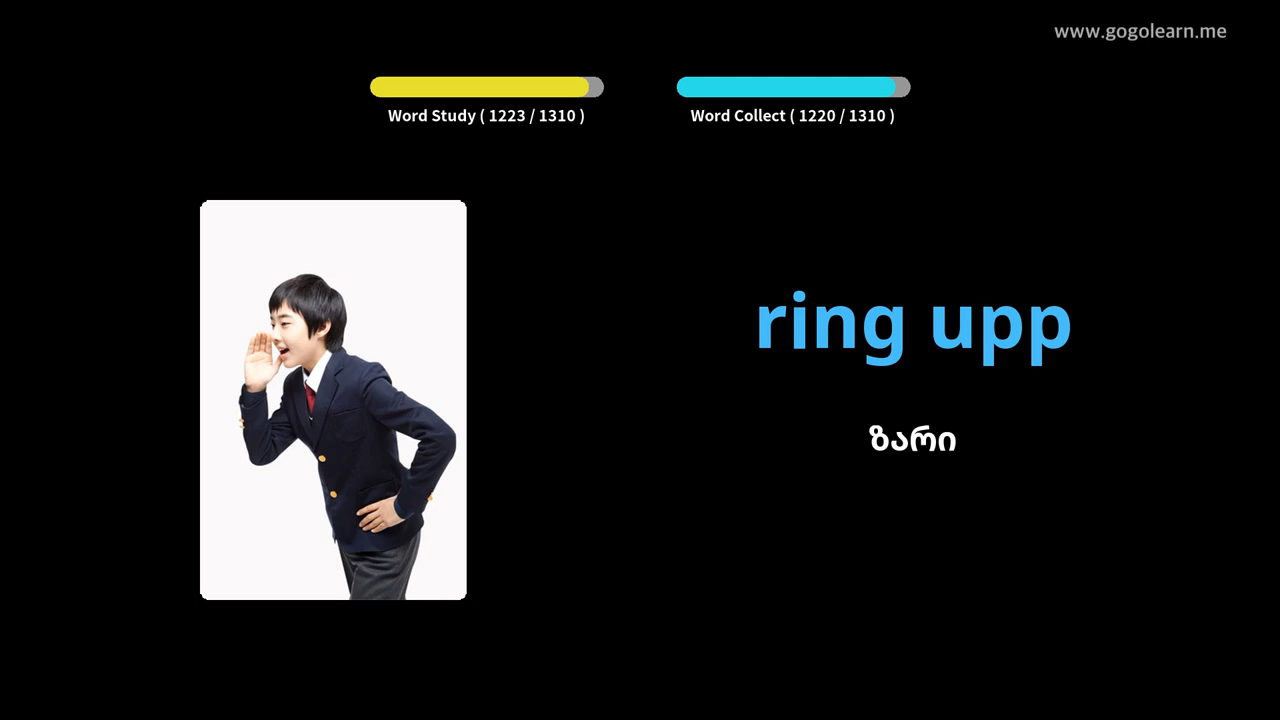 www.gogolearn.me
Word Study ( 1223 / 1310 )
Word Collect ( 1220 / 1310 )
ring upp
ზარი